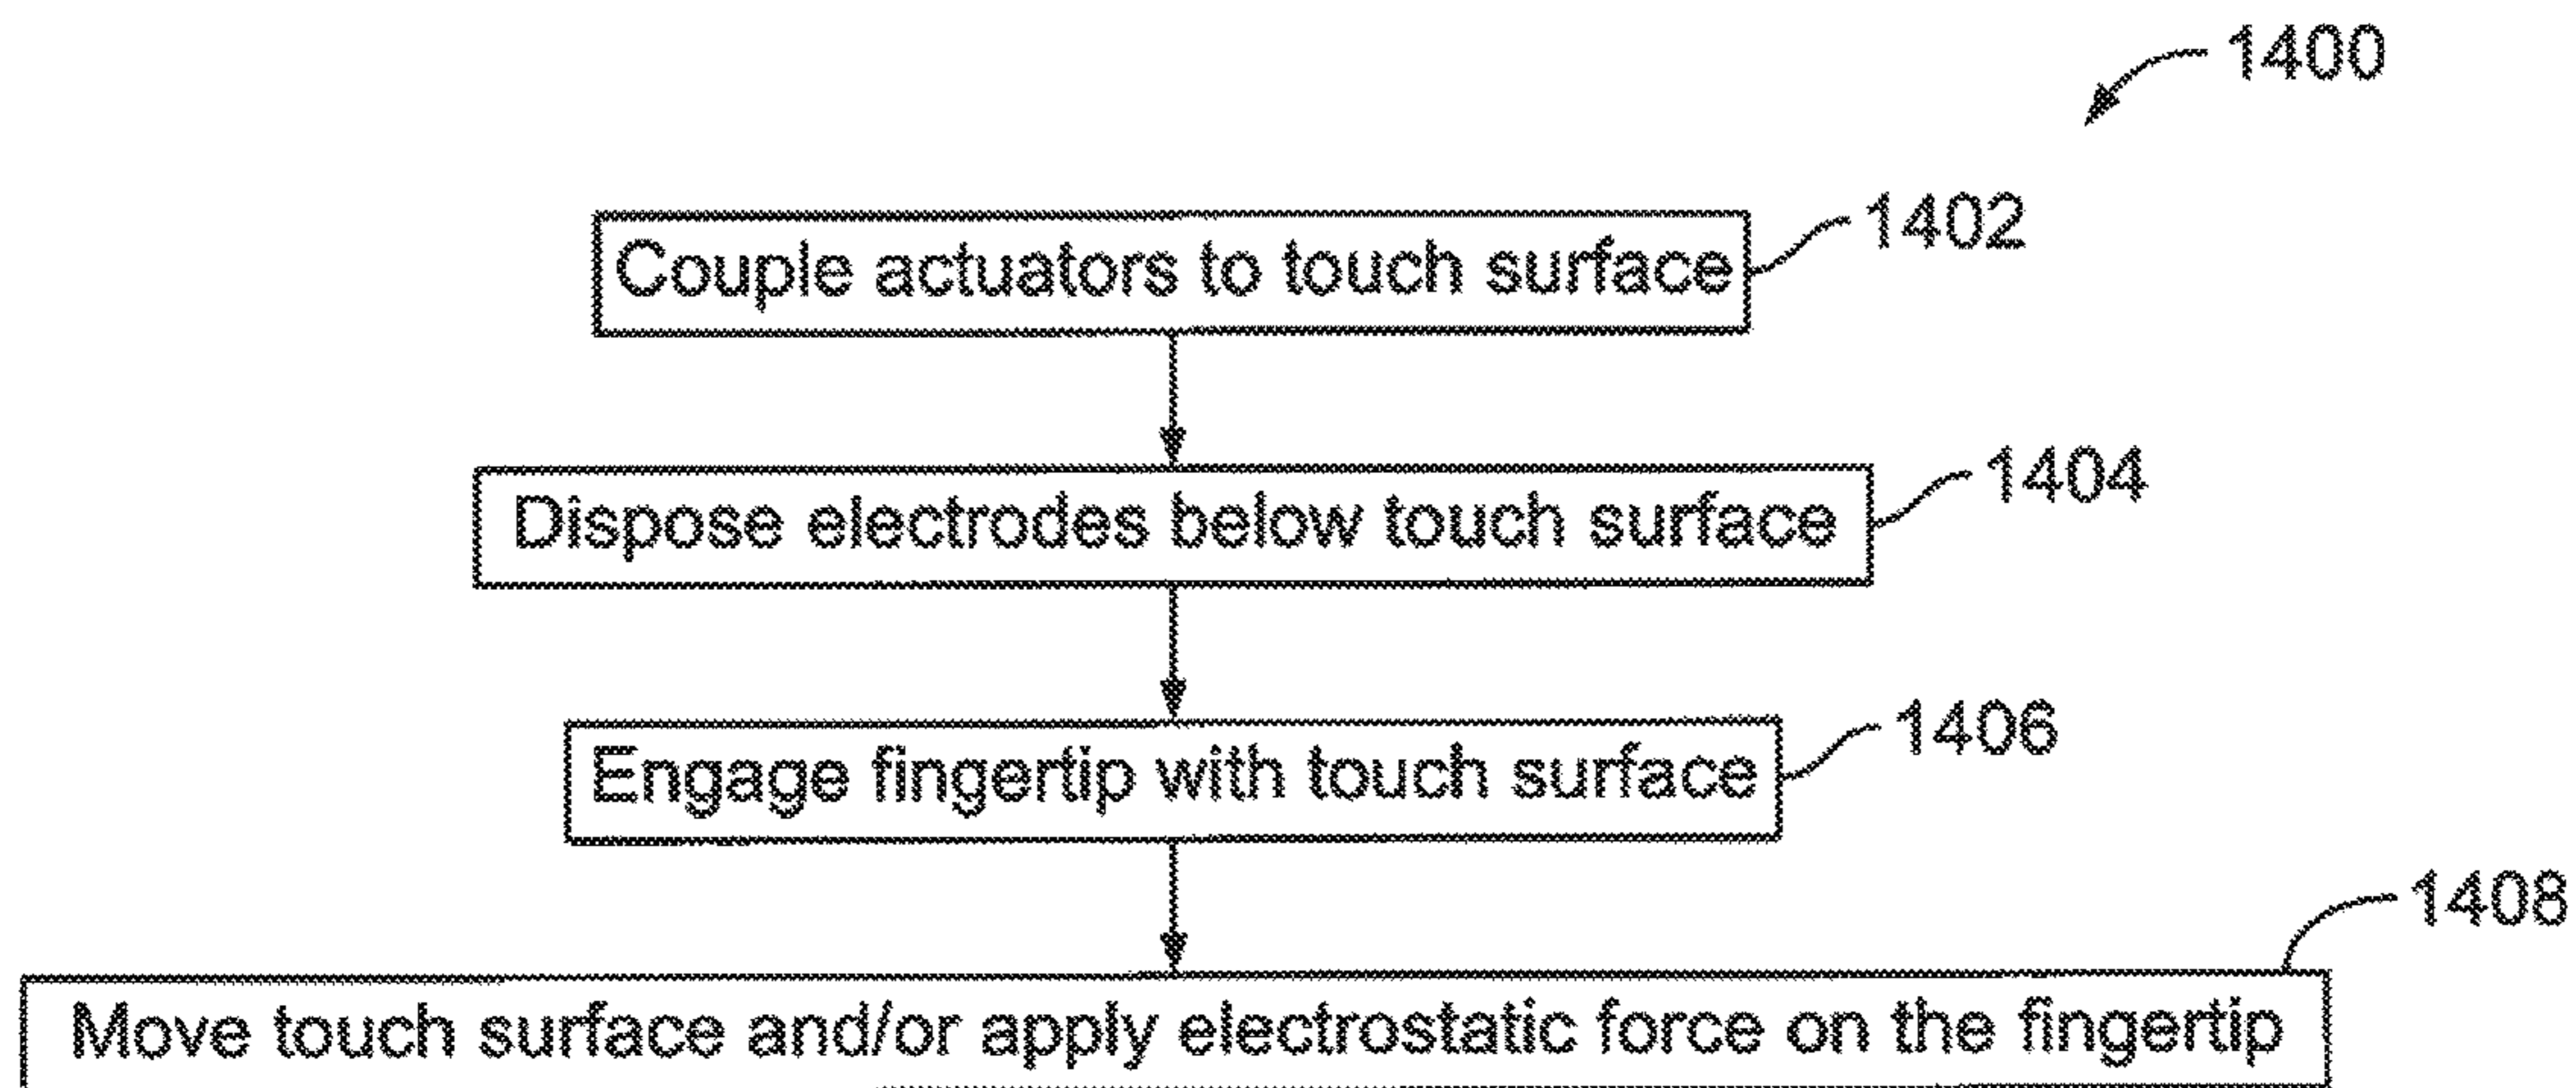 1400
Couple actuators to touch surface
1402
Dispose electrodes below touch surface
1404
Engage fingertip with touch surface
1406
1408
Move touch surface and/or apply electrostatic force on the fingertip